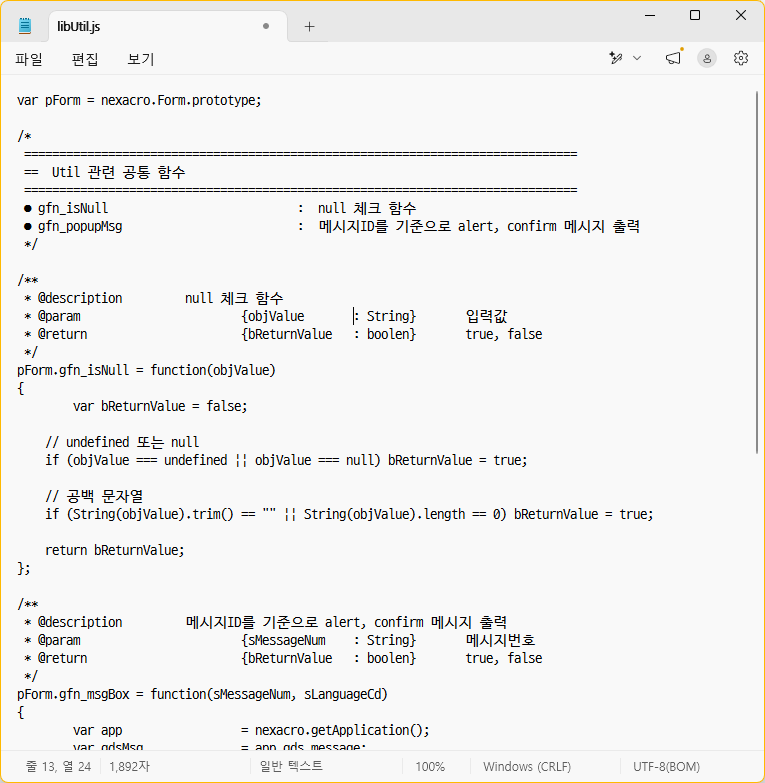 libUtil.js
파일 편집 보기
var pForm = nexacro.Form.prototype;
/*
===============================================================================
==  Util 관련 공통 함수
===============================================================================
● gfn_isNull : null 체크 함수
● gfn_popupMsg : 메시지ID를 기준으로 alert, confirm 메시지 출력
*/
/**
* @description null 체크 함수
* @param {objValue : String} 입력값
* @return {bReturnValue : boolen} true, false
*/
pForm.gfn_isNull = function(objValue)
{
var bReturnValue = false;
// undefined 또는 null
if (objValue === undefined || objValue === null) bReturnValue = true;
// 공백 문자열
if (String(objValue).trim() == "" || String(objValue).length == 0) bReturnValue = true;
return bReturnValue;
};
/**
* @description 메시지ID를 기준으로 alert, confirm 메시지 출력
* @param {sMessageNum : String} 메시지번호
* @return {bReturnValue : boolen} true, false
*/
pForm.gfn_msgBox = function(sMessageNum, sLanguageCd)
{
var app = nexacro.getApplication();
var gdsMsg = app.gds_message;
줄 13, 열 24 1,892자 일반 텍스트 100% Windows (CRLF) UTF-8(BOM)